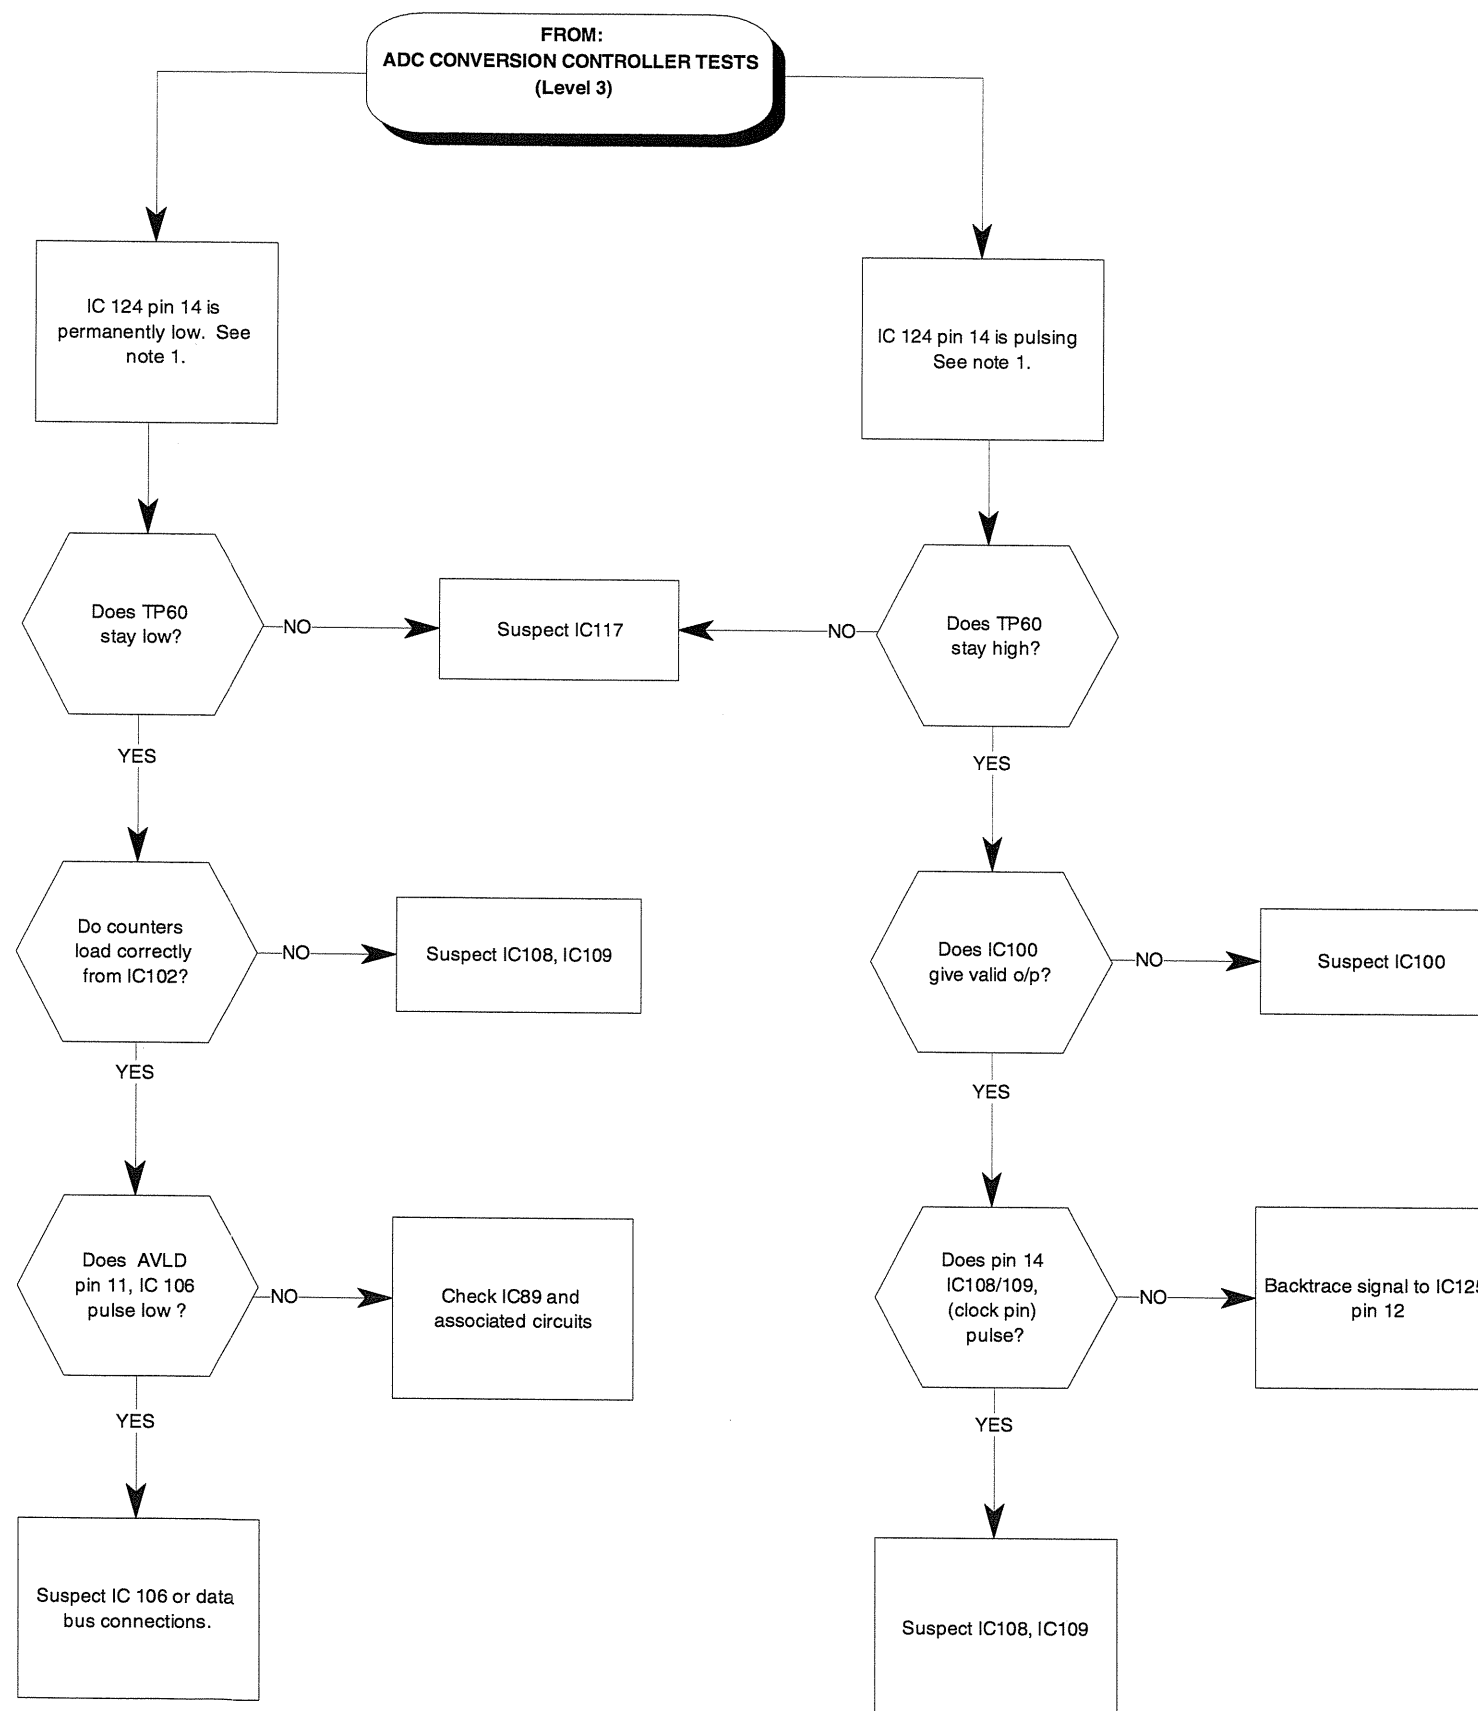 FROM:
ADC CONVERSION CONTROLLER TESTS
(Level 3)
IC 124 pin 14 is
permanently low. See
note 1.
IC 124 pin 14 is pulsing
See note 1.
Does TP60
stay low?
NO
Suspect IC117
NO
Does TP60
stay high?
YES
YES
Do counters
load correctly
from IC102?
NO
Suspect IC108, IC109
Does IC100
give valid o/p?
NO
Suspect IC100
YES
YES
Does AVLD
pin 11, IC 106
pulse low ?
NO
Check IC89 and
associated circuits
Does pin 14
IC108/109,
(clock pin)
pulse?
NO
Backtrace signal to IC125
pin 12
YES
YES
Suspect IC 106 or data
bus connections.
Suspect IC108, IC109